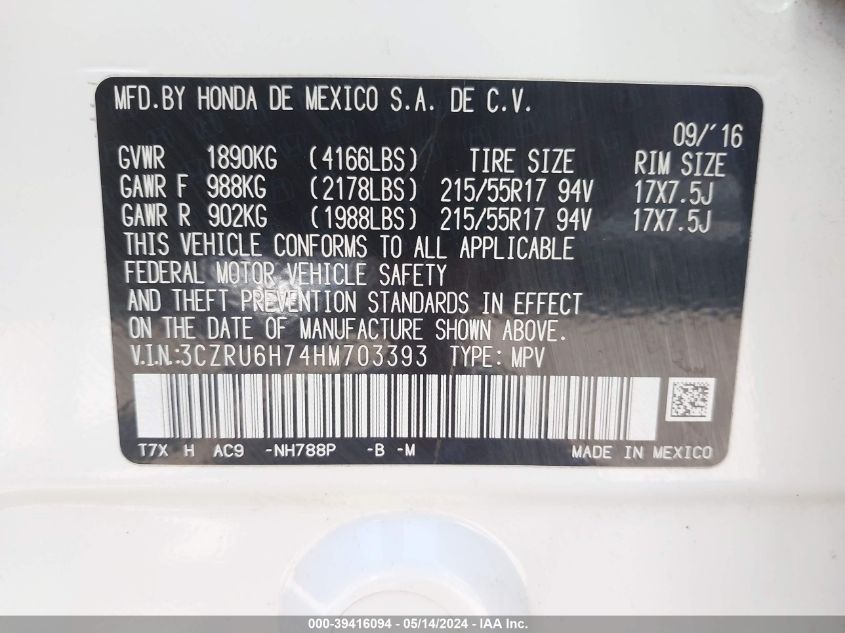 MFD.BY HONDA DE MEXICO S.A. DE C.V.
09/'16
GVWR 1890KG (4166LBS) TIRE SIZE RIM SIZE
GAWR F 988KG (2178LBS) 215/55R17 94V 17X7.5J
GAWR R 902KG (1988LBS) 215/55R17 94V 17X7.5J
THIS VEHICLE CONFORMS TO ALL APPLICABLE
FEDERAL MOTOR VEHICLE SAFETY
AND THEFT PREVENTION STANDARDS IN EFFECT
ON THE DATE OF MANUFACTURE SHOWN ABOVE.
V.I.N:3CZRU6H74HM703393 TYPE: MPV
T7X H AC9 -NH788P -B -M MADE IN MEXICO
000-39416094 - 05/14/2024 - IAA Inc.